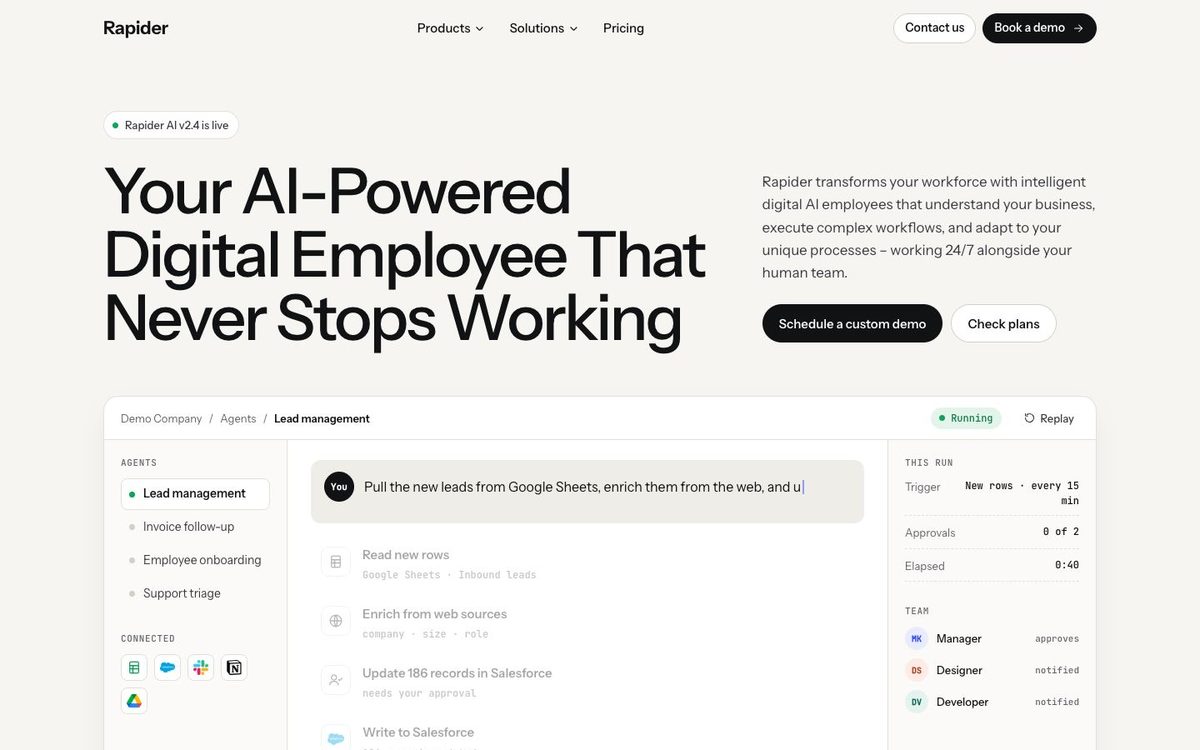 Rapider
Products
Solutions
Pricing
Contact us
Book a demo
Rapider AI v2.4 is live
Your AI-Powered
Digital Employee That
Never Stops Working
Rapider transforms your workforce with intelligent
digital AI employees that understand your business,
execute complex workflows, and adapt to your
unique processes – working 24/7 alongside your
human team.
Schedule a custom demo
Check plans
Demo Company / Agents / Lead management
Running
Replay
AGENTS
Lead management
Invoice follow-up
Employee onboarding
Support triage
CONNECTED
You
Pull the new leads from Google Sheets, enrich them from the web, and u
Read new rows
Google Sheets · Inbound leads
Enrich from web sources
company · size · role
Update 186 records in Salesforce
needs your approval
Write to Salesforce
THIS RUN
Trigger
New rows · every 15
min
Approvals
0 of 2
Elapsed
0:40
TEAM
MK
Manager
approves
DS
Designer
notified
DV
Developer
notified